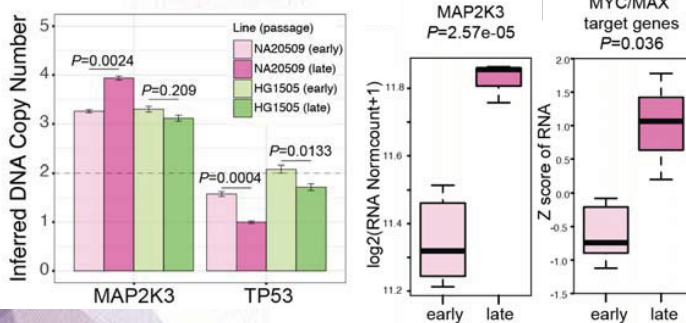 Inferred DNA Copy Number
5
4
3
2
1
0
P=0.0024
P=0.209
P=0.0004
P=0.0133
Line (passage)
NA20509 (early)
NA20509 (late)
HG1505 (early)
HG1505 (late)
MAP2K3 TP53
MAP2K3
P=2.57e-05
log2(RNA Normcount+1)
11.8
11.6
11.4
11.2
early late
MYC/MAX
target genes
P=0.036
Z score of RNA
2.0
1.5
1.0
0.5
0.0
-0.5
-1.0
-1.5
early late